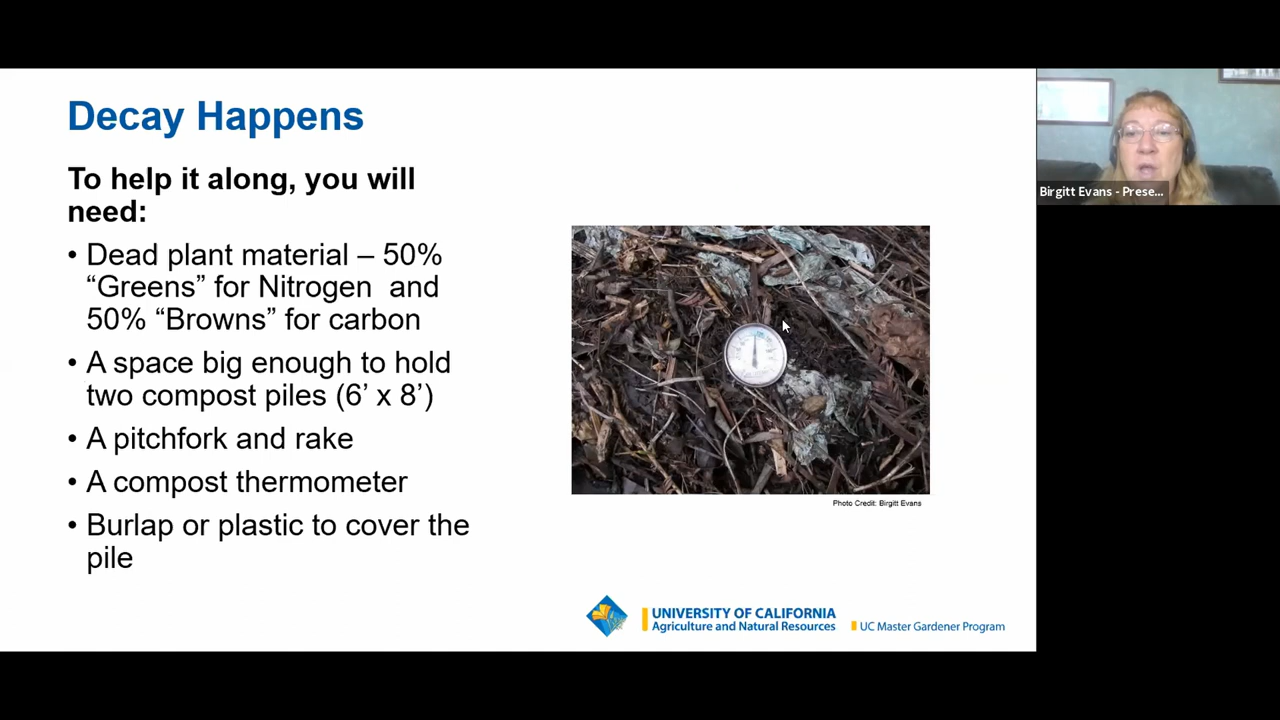 Decay Happens
To help it along, you will
need:
• Dead plant material – 50%
“Greens” for Nitrogen and
50% “Browns” for carbon
• A space big enough to hold
two compost piles (6’ x 8’)
• A pitchfork and rake
• A compost thermometer
• Burlap or plastic to cover the
pile
Photo Credit: Birgitt Evans
UNIVERSITY OF CALIFORNIA
Agriculture and Natural Resources
UC Master Gardener Program
Birgitt Evans - Prese...